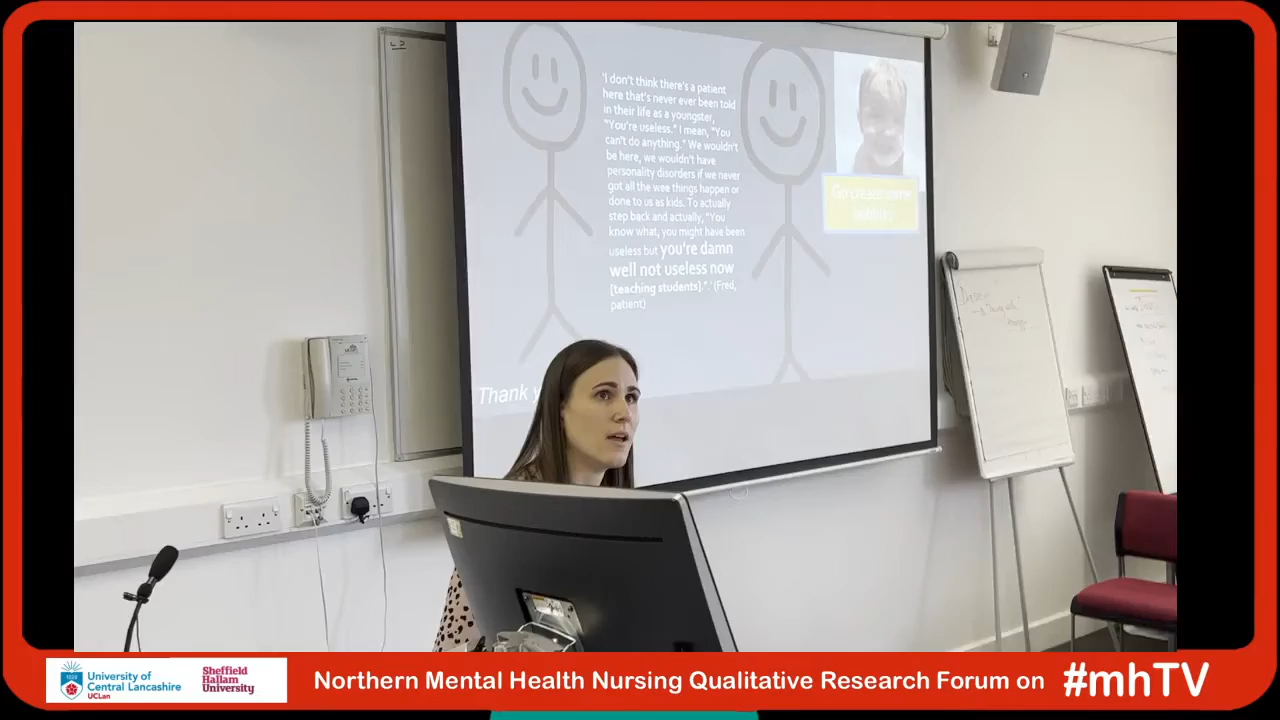 'I don't think there's a patient
here that's never ever been told
in their life as a youngster,
"You're useless." I mean, "You
can't do anything." We wouldn't
be here, we wouldn't have
personality disorders if we never
got all the wee things happen or
done to us as kids. To actually
step back and actually, "You
know what, you might have been
useless but you're damn
well not useless now
[teaching students]".' (Fred,
patient)
Go create some
bubbles
Thank y
University of
Central Lancashire
UCLan
Sheffield
Hallam
University
Northern Mental Health Nursing Qualitative Research Forum on #mhTV